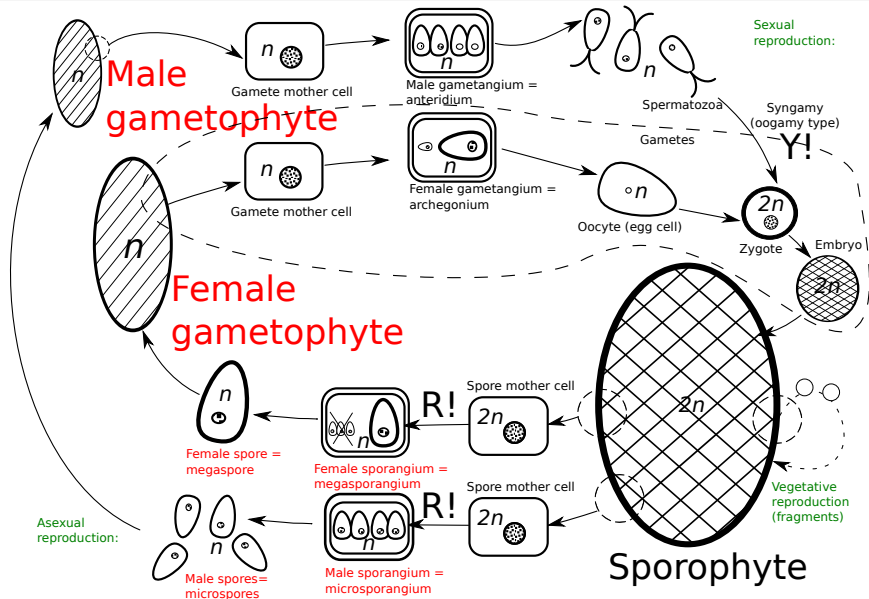 Sexual
reproduction:
n
Gamete mother cell
n
Male gametangium =
anteridium
n
Spermatozoa
n
Male
gametophyte
Syngamy
(oogamy type)
Y!
Gametes
n
Gamete mother cell
n
Female gametangium =
archegonium
n
Oocyte (egg cell)
2n
Zygote
Embryo
2n
n
Female
gametophyte
n
Female spore =
megaspore
n
Female sporangium =
megasporangium
R!
Spore mother cell
2n
2n
Vegetative
reproduction
(fragments)
Asexual
reproduction:
n
Male spores=
microspores
n
Male sporangium =
microsporangium
R!
Spore mother cell
2n
Sporophyte